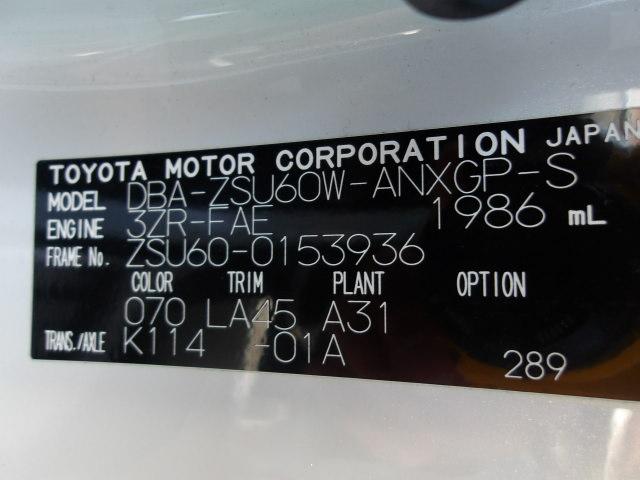 TOYOTA MOTOR CORPORATION JAPAN
MODEL DBA-ZSU60W-ANXGP-S
ENGINE 3ZR-FAE 1986 mL
FRAME No. ZSU60-0153936
COLOR TRIM PLANT OPTION
070 LA45 A31
TRANS./AXLE K114 -01A
289